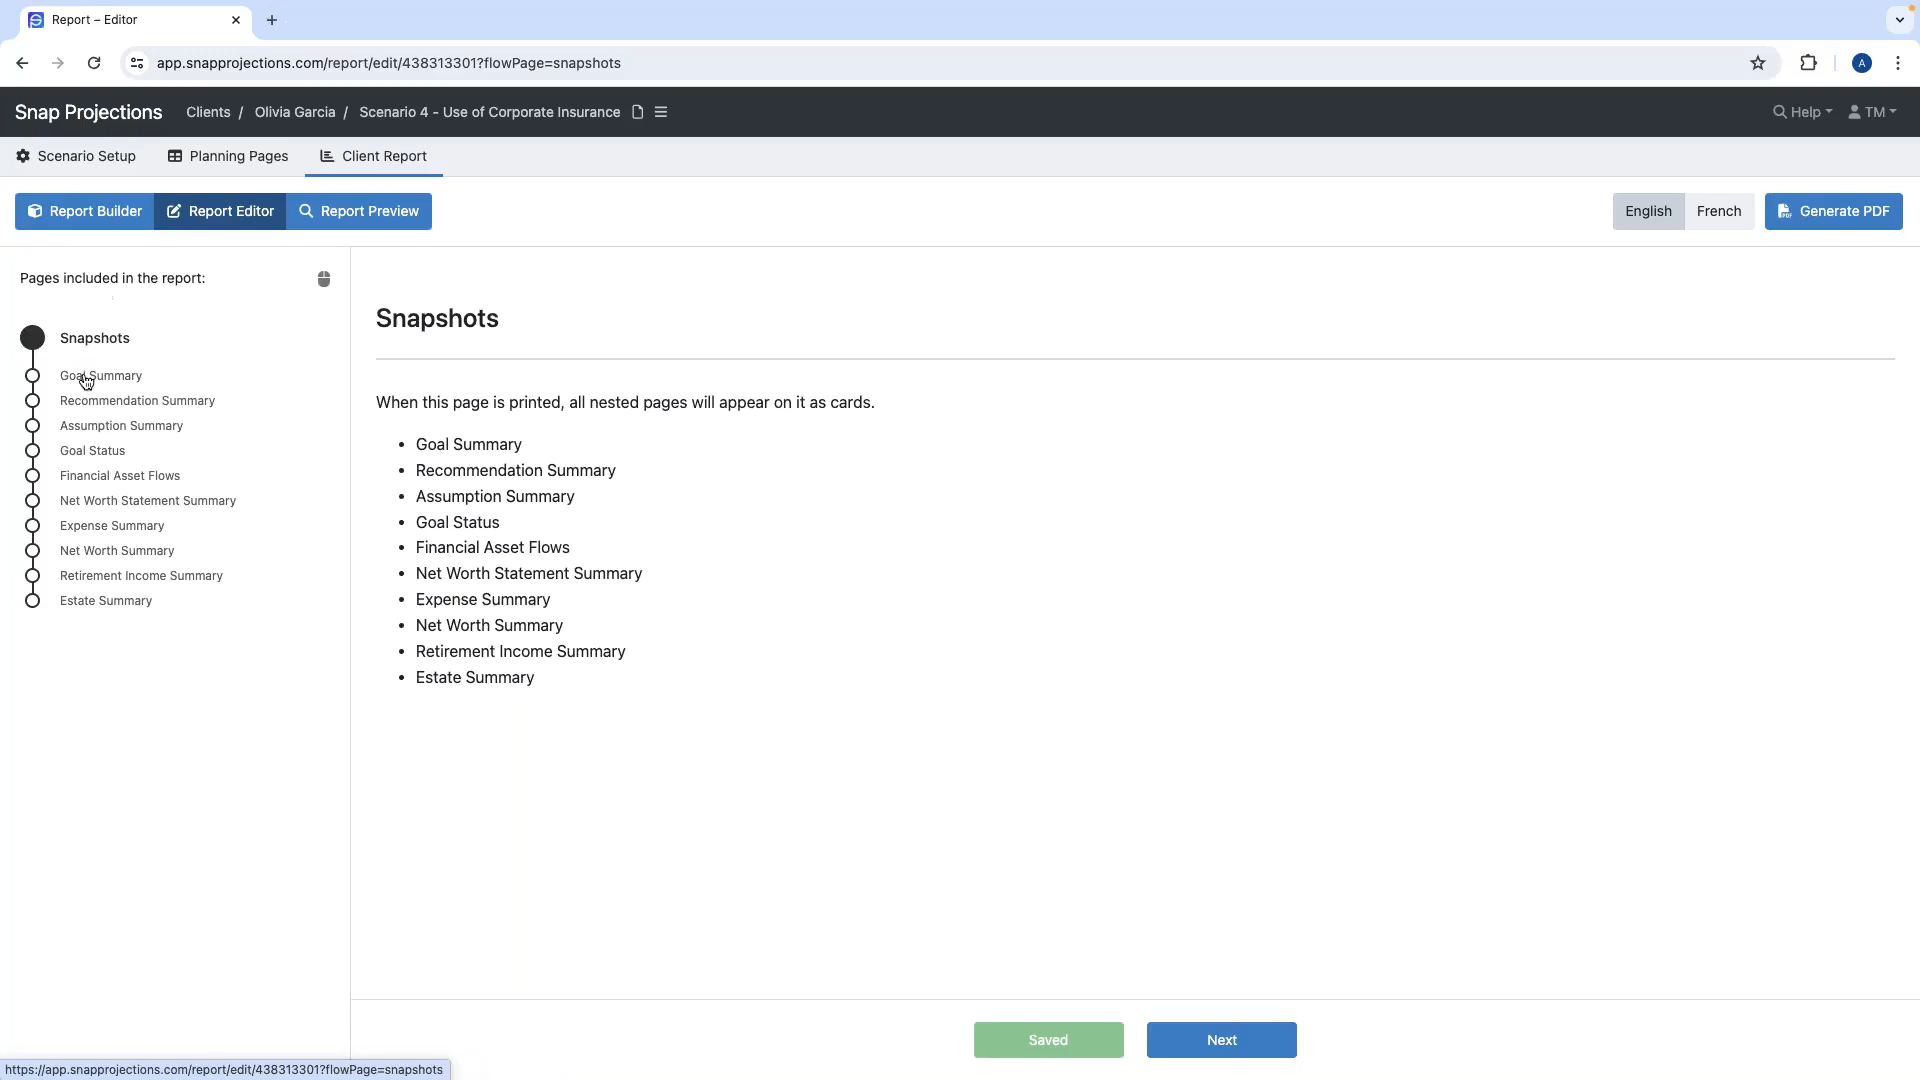 Report – Editor
app.snapprojections.com/report/edit/438313301?flowPage=snapshots
A
Snap Projections
Clients / Olivia Garcia / Scenario 4 - Use of Corporate Insurance
Help
TM
Scenario Setup
Planning Pages
Client Report
Report Builder
Report Editor
Report Preview
English
French
Generate PDF
Pages included in the report:
Snapshots
Goal Summary
Recommendation Summary
Assumption Summary
Goal Status
Financial Asset Flows
Net Worth Statement Summary
Expense Summary
Net Worth Summary
Retirement Income Summary
Estate Summary
Snapshots
When this page is printed, all nested pages will appear on it as cards.
• Goal Summary
• Recommendation Summary
• Assumption Summary
• Goal Status
• Financial Asset Flows
• Net Worth Statement Summary
• Expense Summary
• Net Worth Summary
• Retirement Income Summary
• Estate Summary
Saved
Next
https://app.snapprojections.com/report/edit/438313301?flowPage=snapshots